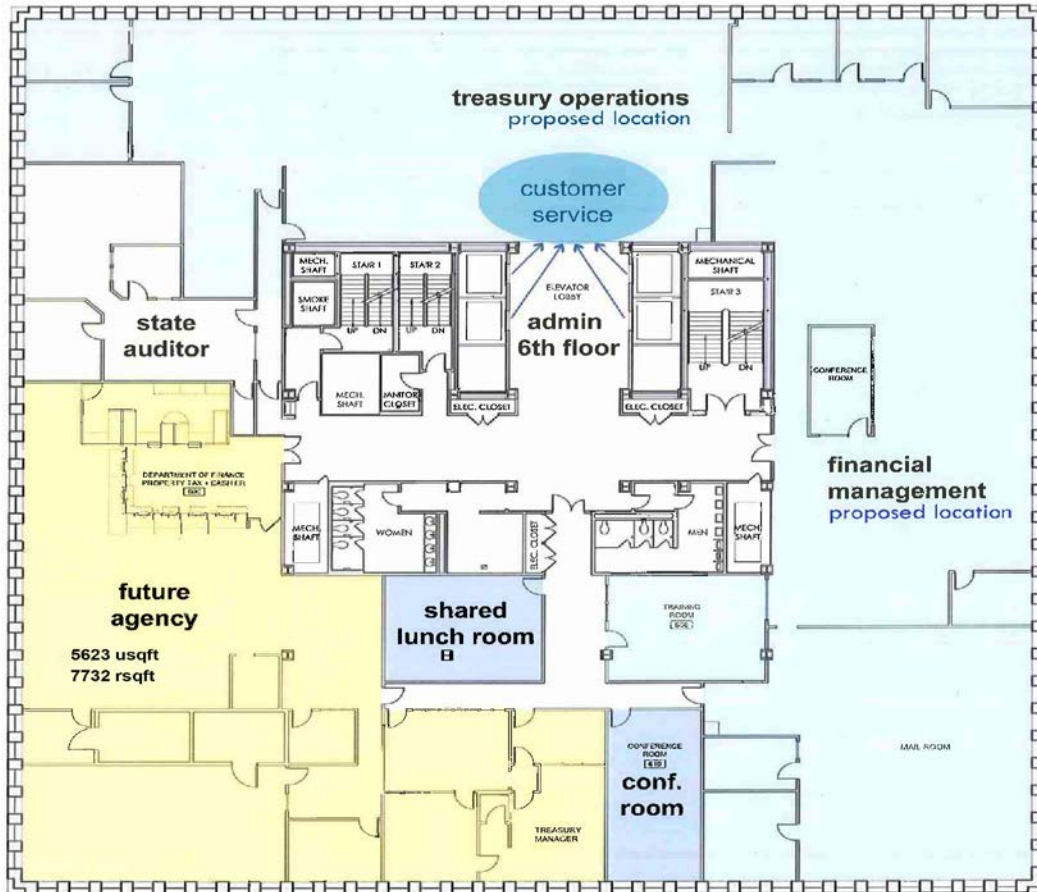 treasury operations
proposed location
customer
service
MECH.
SHAFT
STAIR 1
STAIR 2
MECHANICAL
SHAFT
SMOKE
SHAFT
ELEVATOR
LOBBY
STAIR 3
state
auditor
admin
6th floor
UP
DN
UP
DN
UP
DN
CONFERENCE
ROOM
MECH.
SHAFT
JANITOR
CLOSET
ELEC. CLOSET
ELEC. CLOSET
financial
management
proposed location
DEPARTMENT OF FINANCE
PROPERTY TAX + CASHIER
MECH.
SHAFT
WOMEN
ELEC. CLOSET
MEN
MECH.
SHAFT
future
agency
5623 usqft
7732 rsqft
shared
lunch room
TRAINING
ROOM
CONFERENCE
ROOM
conf.
room
MAIL ROOM
TREASURY
MANAGER